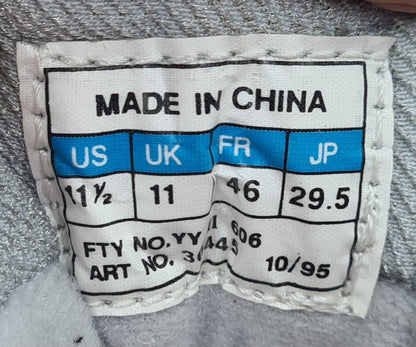 MADE IN CHINA
US UK FR JP
11½ 11 46 29.5
FTY NO. YY 606
ART NO. 10/95